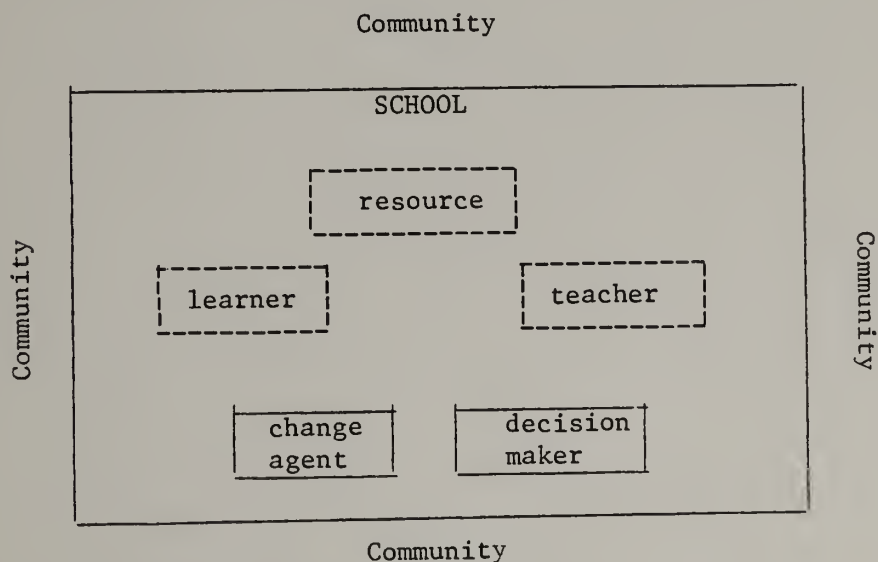 Community
SCHOOL
resource
Community
learner
teacher
Community
change
agent
decision
maker
Community